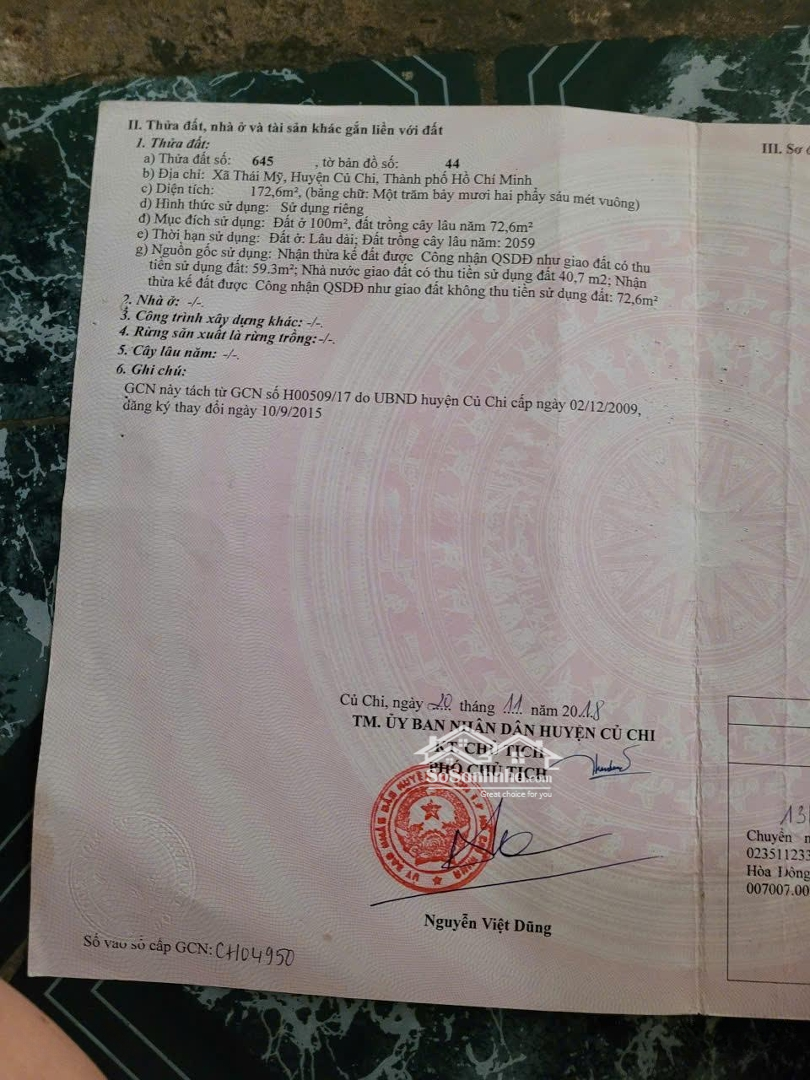 II. Thửa đất, nhà ở và tài sản khác gắn liền với đất
1. Thửa đất:
a) Thửa đất số: 645 , tờ bản đồ số: 44
b) Địa chỉ: Xã Thái Mỹ, Huyện Củ Chi, Thành phố Hồ Chí Minh
c) Diện tích: 172,6m², (bằng chữ: Một trăm bảy mươi hai phẩy sáu mét vuông)
d) Hình thức sử dụng: Sử dụng riêng
đ) Mục đích sử dụng: Đất ở 100m², đất trồng cây lâu năm 72,6m²
e) Thời hạn sử dụng: Đất ở: Lâu dài; Đất trồng cây lâu năm: 2059
g) Nguồn gốc sử dụng: Nhận thừa kế đất được Công nhận QSDĐ như giao đất có thu
tiền sử dụng đất: 59.3m²; Nhà nước giao đất có thu tiền sử dụng đất 40,7 m2; Nhận
thừa kế đất được Công nhận QSDĐ như giao đất không thu tiền sử dụng đất: 72,6m²
2. Nhà ở: -/-.
3. Công trình xây dựng khác: -/-.
4. Rừng sản xuất là rừng trồng: -/-.
5. Cây lâu năm: -/-.
6. Ghi chú:
GCN này tách từ GCN số H00509/17 do UBND huyện Củ Chi cấp ngày 02/12/2009,
đăng ký thay đổi ngày 10/9/2015
Củ Chi, ngày 20 tháng 11 năm 2018
TM. ỦY BAN NHÂN DÂN HUYỆN CỦ CHI
KT CHỦ TỊCH
PHÓ CHỦ TỊCH
SoSanhnha.com
Great choice for you
Nguyễn Việt Dũng
Số vào sổ cấp GCN: CH04950
III. Sơ
Chuyển
02351123
Hòa Đông
007007.00